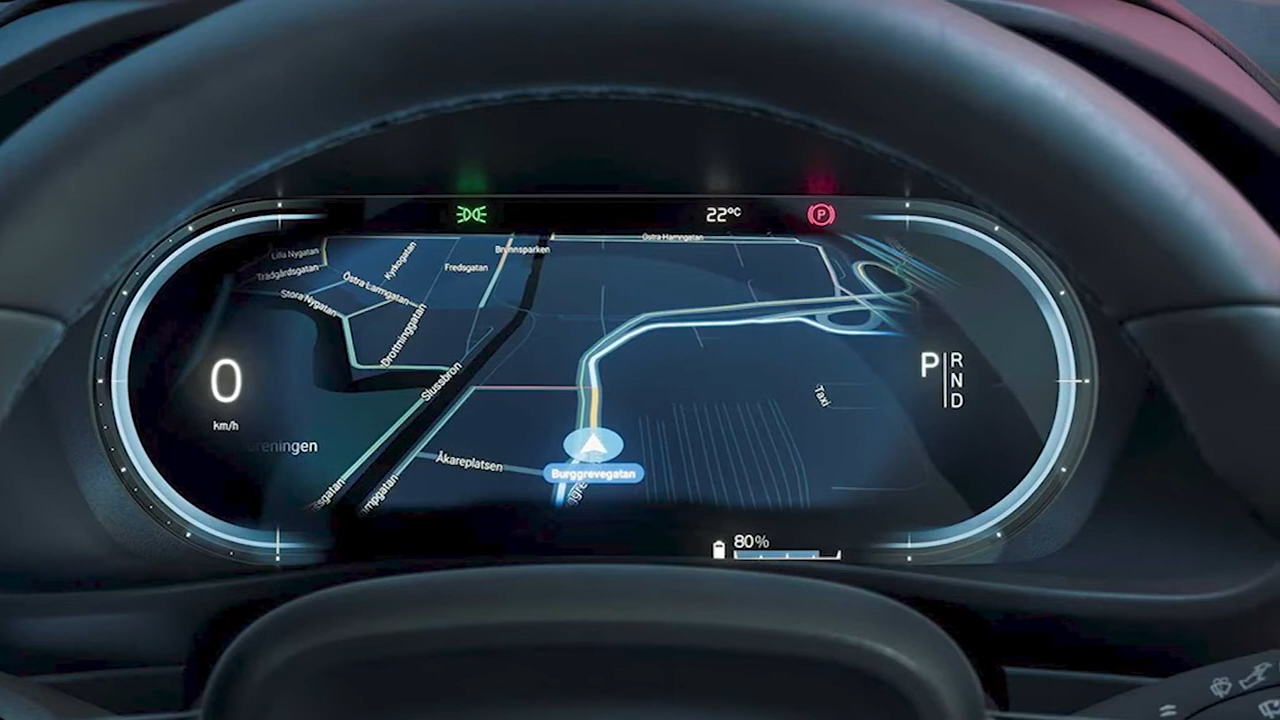 22°C
P
Östra Hamngatan
Lilla Nygatan
Kyrkogatan
Brunnsparken
Trädgårdsgatan
Fredsgatan
Östra Larmgatan
Stora Nygatan
Drottninggatan
0
km/h
Slussbron
Taxi
P
R
N
D
Åkareplatsen
Burggrevegatan
80%